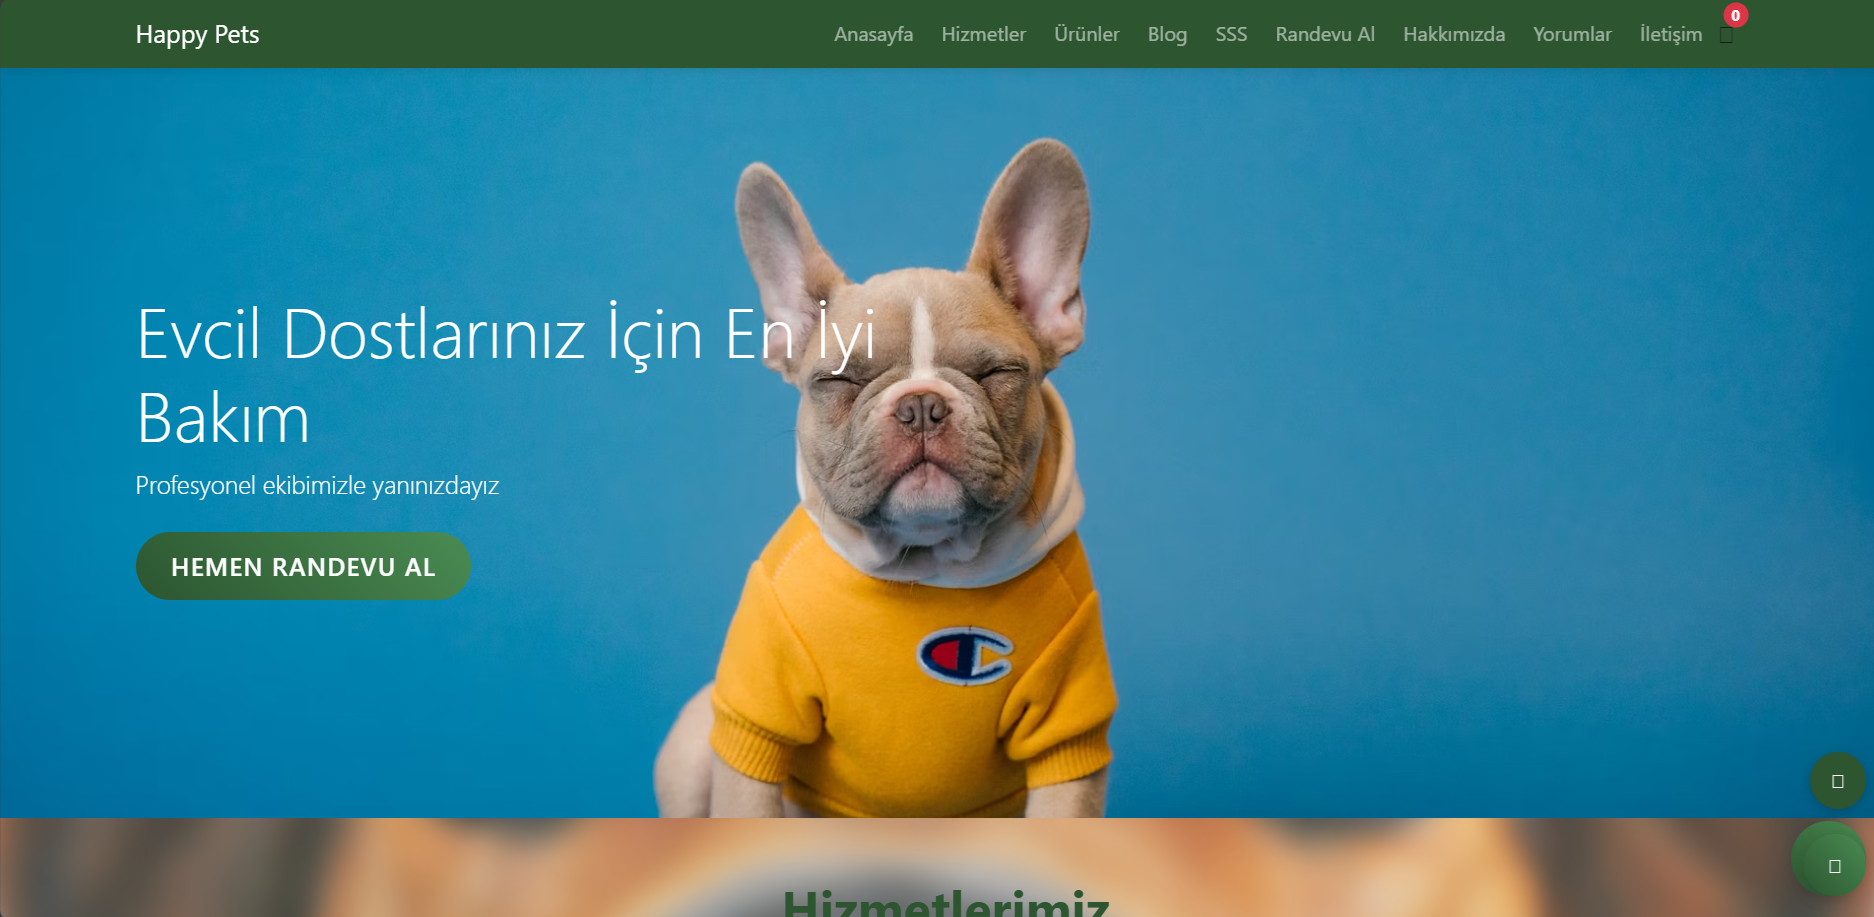 Happy Pets
Anasayfa Hizmetler Ürünler Blog SSS Randevu Al Hakkımızda Yorumlar İletişim 0
Evcil Dostlarınız İçin En İyi
Bakım
Profesyonel ekibimizle yanınızdayız
HEMEN RANDEVU AL
Hizmetlerimiz